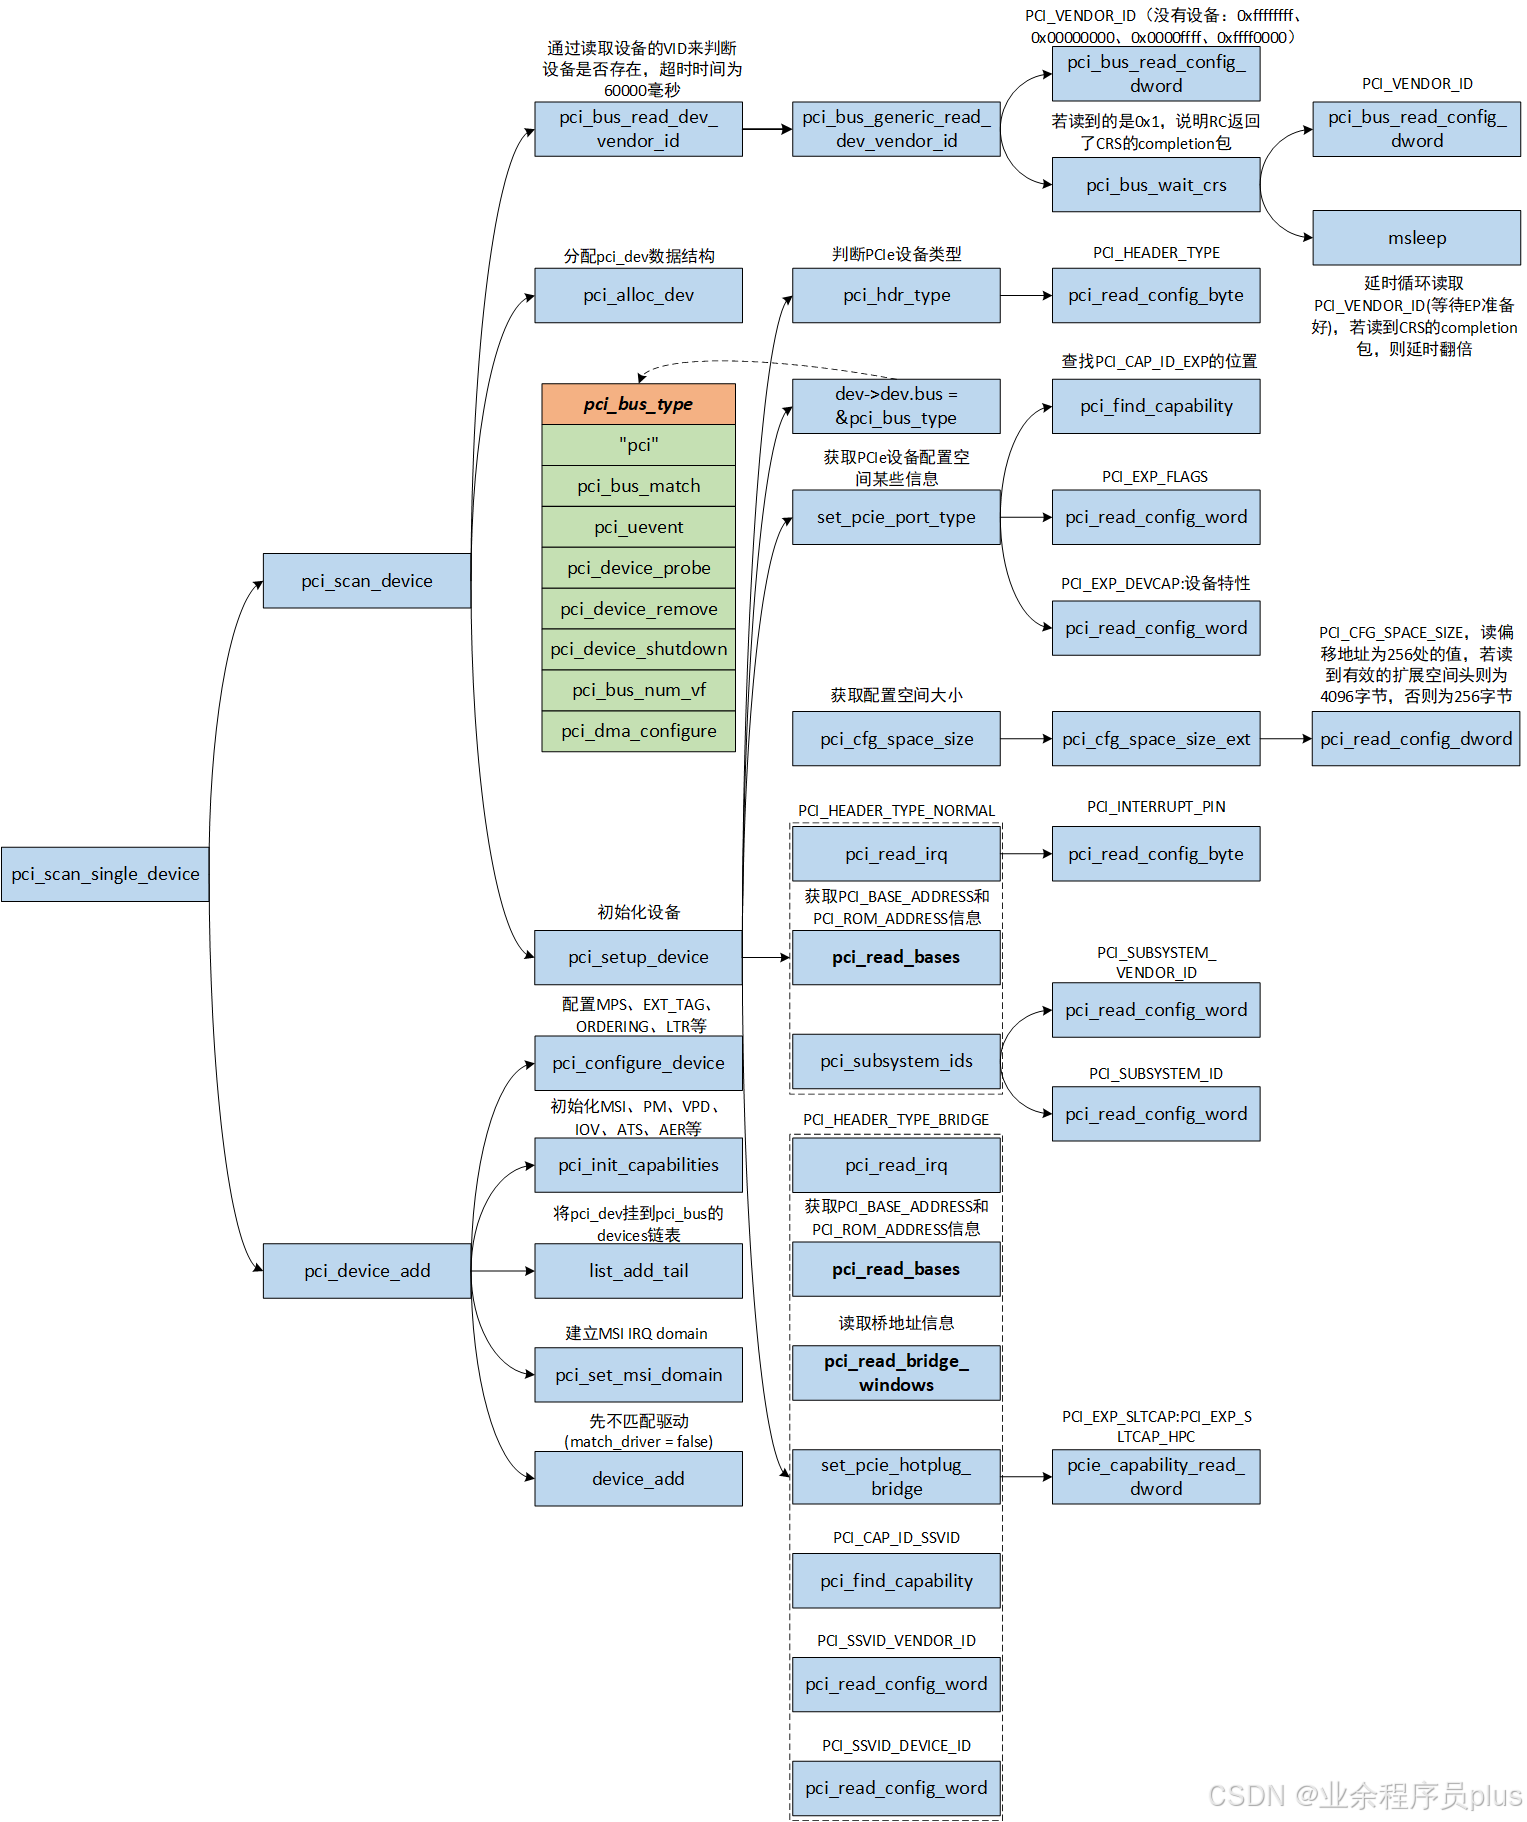 PCI_VENDOR_ID（没有设备：0xffffffff、
0x00000000、0x0000ffff、0xffff0000）
通过读取设备的VID来判断
设备是否存在，超时时间为
60000毫秒
pci_bus_read_config_
dword
PCI_VENDOR_ID
pci_bus_read_dev_
vendor_id
pci_bus_generic_read_
dev_vendor_id
若读到的是0x1，说明RC返回
了CRS的completion包
pci_bus_read_config_
dword
pci_bus_wait_crs
msleep
延时循环读取
PCI_VENDOR_ID(等待EP准备
好)，若读到CRS的completion
包，则延时翻倍
分配pci_dev数据结构
pci_alloc_dev
判断PCIe设备类型
pci_hdr_type
PCI_HEADER_TYPE
pci_read_config_byte
pci_bus_type
"pci"
pci_bus_match
pci_uevent
pci_device_probe
pci_device_remove
pci_device_shutdown
pci_bus_num_vf
pci_dma_configure
dev->dev.bus =
&pci_bus_type
查找PCI_CAP_ID_EXP的位置
pci_find_capability
获取PCIe设备配置空
间某些信息
set_pcie_port_type
PCI_EXP_FLAGS
pci_read_config_word
PCI_EXP_DEVCAP:设备特性
pci_read_config_word
pci_scan_device
PCI_CFG_SPACE_SIZE，读偏
移地址为256处的值，若读
到有效的扩展空间头则为
4096字节，否则为256字节
获取配置空间大小
pci_cfg_space_size
pci_cfg_space_size_ext
pci_read_config_dword
PCI_HEADER_TYPE_NORMAL
pci_read_irq
PCI_INTERRUPT_PIN
pci_read_config_byte
pci_scan_single_device
获取PCI_BASE_ADDRESS和
PCI_ROM_ADDRESS信息
pci_read_bases
初始化设备
pci_setup_device
PCI_SUBSYSTEM_
VENDOR_ID
pci_read_config_word
配置MPS、EXT_TAG、
ORDERING、LTR等
pci_configure_device
pci_subsystem_ids
PCI_SUBSYSTEM_ID
pci_read_config_word
初始化MSI、PM、VPD、
IOV、ATS、AER等
pci_init_capabilities
PCI_HEADER_TYPE_BRIDGE
pci_read_irq
将pci_dev挂到pci_bus的
devices链表
list_add_tail
获取PCI_BASE_ADDRESS和
PCI_ROM_ADDRESS信息
pci_read_bases
pci_device_add
建立MSI IRQ domain
pci_set_msi_domain
读取桥地址信息
pci_read_bridge_
windows
先不匹配驱动
(match_driver = false)
device_add
set_pcie_hotplug_
bridge
PCI_EXP_SLTCAP:PCI_EXP_S
LTCAP_HPC
pcie_capability_read_
dword
PCI_CAP_ID_SSVID
pci_find_capability
PCI_SSVID_VENDOR_ID
pci_read_config_word
PCI_SSVID_DEVICE_ID
pci_read_config_word
CSDN @业余程序员plus